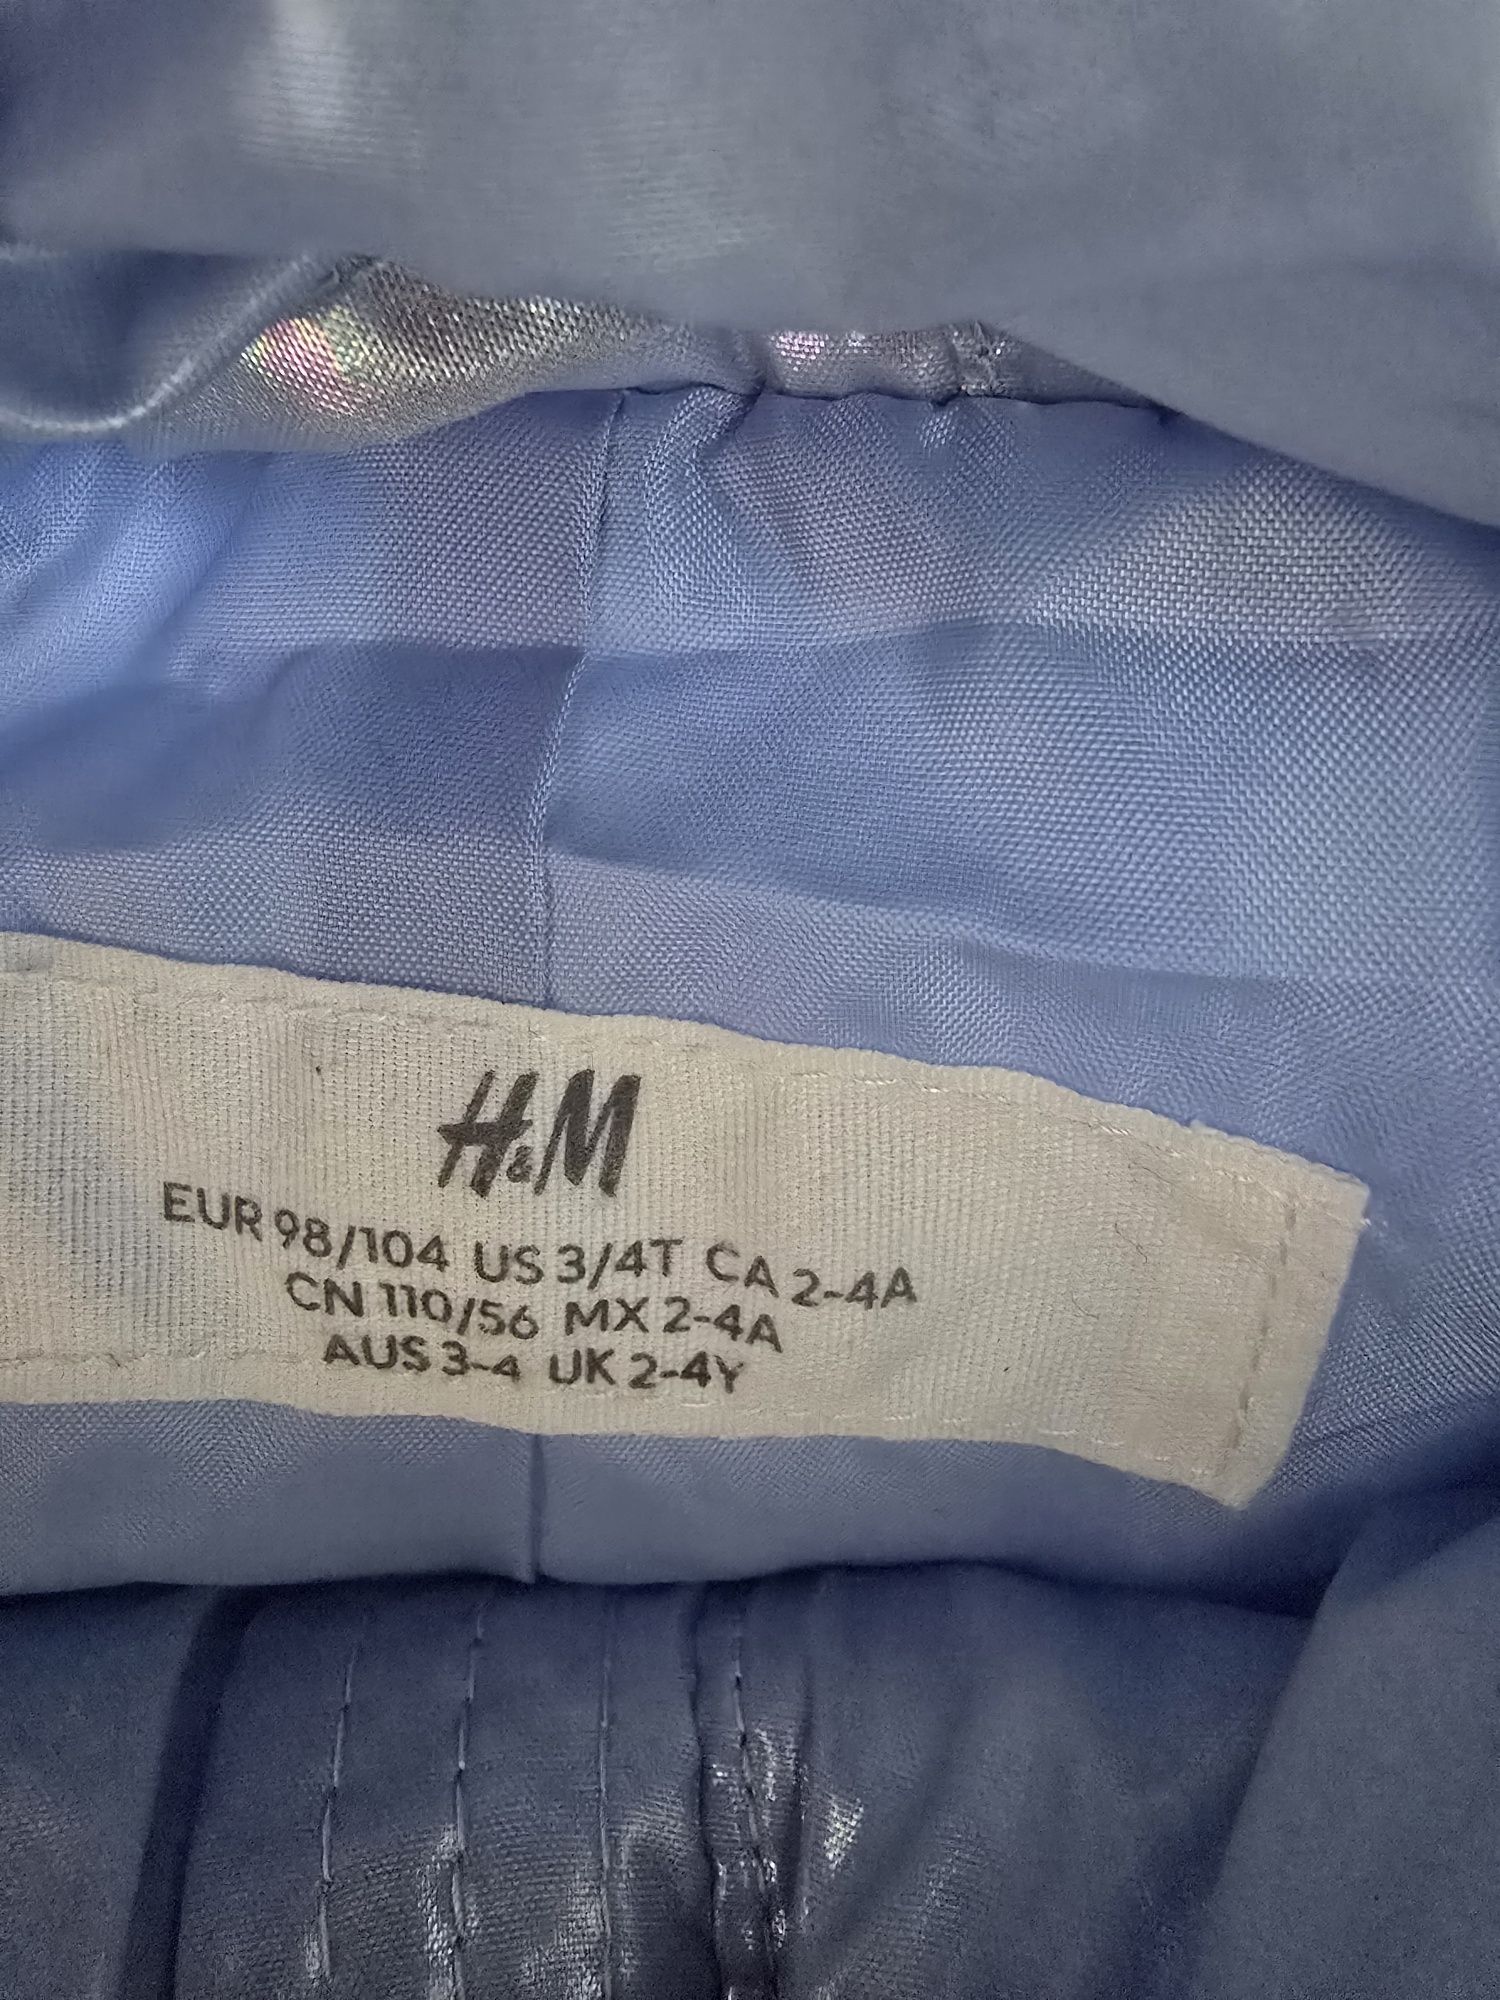 H&M
EUR 98/104 US 3/4T CA 2-4A
CN 110/56 MX 2-4A
AUS 3-4 UK 2-4Y